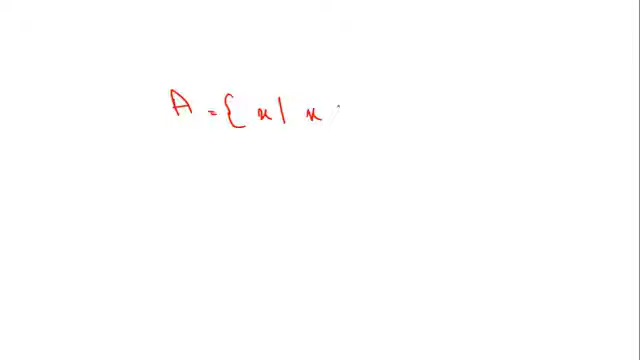 A = { x | x